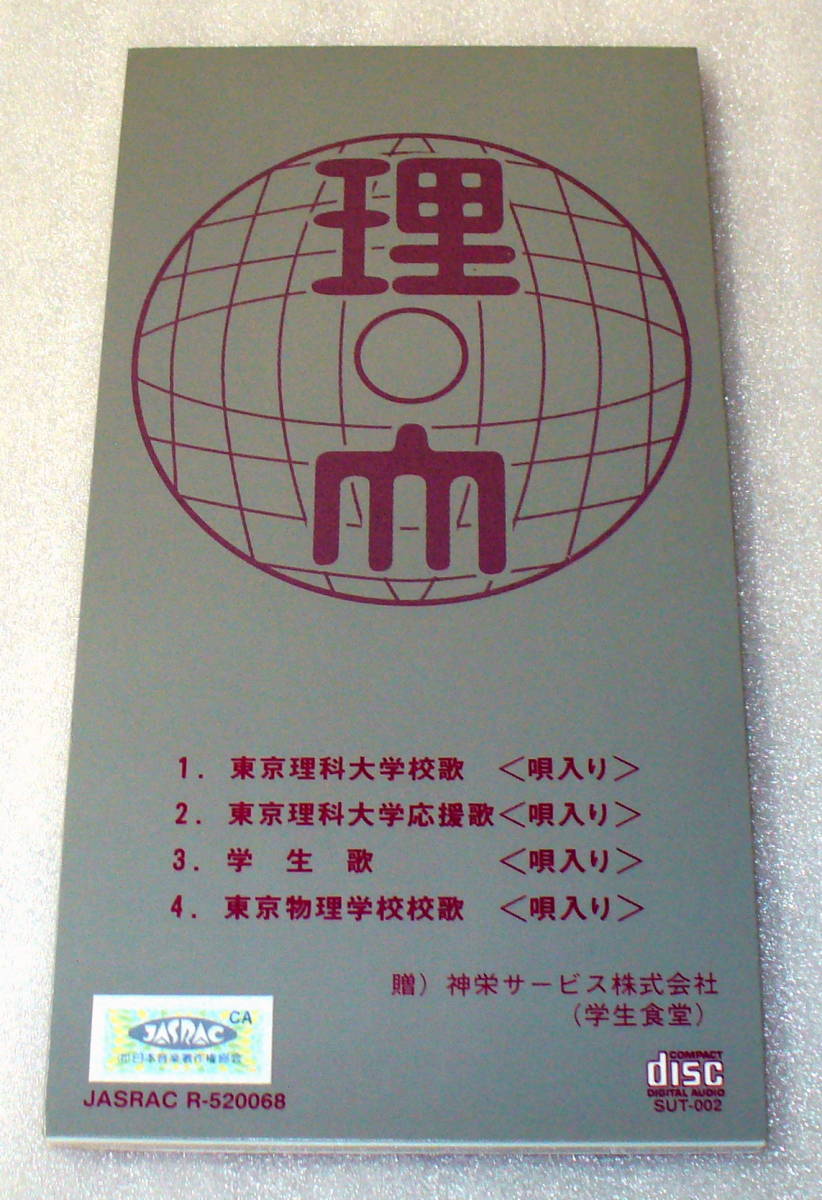 理
大
1. 東京理科大学校歌 <唄入り>
2. 東京理科大学応援歌<唄入り>
3. 学生歌 <唄入り>
4. 東京物理学校校歌 <唄入り>
贈）神栄サービス株式会社
（学生食堂）
CA
JASRAC
JASRAC R-520068
COMPACT
disc
DIGITAL AUDIO
SUT-002